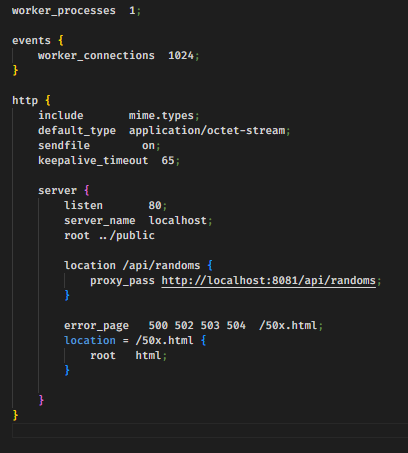 worker_processes  1;
events {
    worker_connections  1024;
}
http {
    include       mime.types;
    default_type  application/octet-stream;
    sendfile        on;
    keepalive_timeout  65;
    server {
        listen       80;
        server_name  localhost;
        root ../public
        location /api/randoms {
            proxy_pass http://localhost:8081/api/randoms;
        }
        error_page   500 502 503 504  /50x.html;
        location = /50x.html {
            root   html;
        }
    }
}